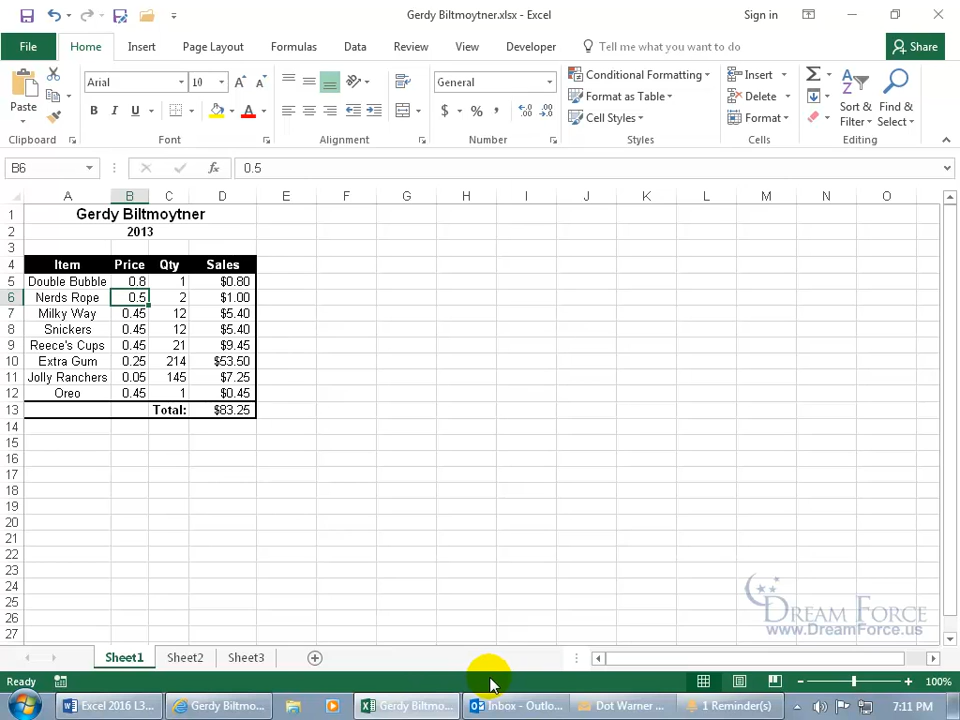 Gerdy Biltmoytner.xlsx - Excel
Sign in
File Home Insert Page Layout Formulas Data Review View Developer Tell me what you want to do Share
Arial 10 General
Conditional Formatting Insert
Format as Table Delete
Cell Styles Format
Paste B I U $ % , Sort & Filter Find & Select
Clipboard Font Alignment Number Styles Cells Editing
B6 fx 0.5
A B C D E F G H I J K L M N O
1 Gerdy Biltmoytner
2 2013
3
4 Item Price Qty Sales
5 Double Bubble 0.8 1 $0.80
6 Nerds Rope 0.5 2 $1.00
7 Milky Way 0.45 12 $5.40
8 Snickers 0.45 12 $5.40
9 Reece's Cups 0.45 21 $9.45
10 Extra Gum 0.25 214 $53.50
11 Jolly Ranchers 0.05 145 $7.25
12 Oreo 0.45 1 $0.45
13 Total: $83.25
14
15
16
17
18
19
20
21
22
23
24
25
26
27
DREAM FORCE
www.DreamForce.us
Sheet1 Sheet2 Sheet3
Ready 100%
Excel 2016 L3... Gerdy Biltmo... Gerdy Biltmo... Inbox - Outlo... Dot Warner ... 1 Reminder(s) 7:11 PM